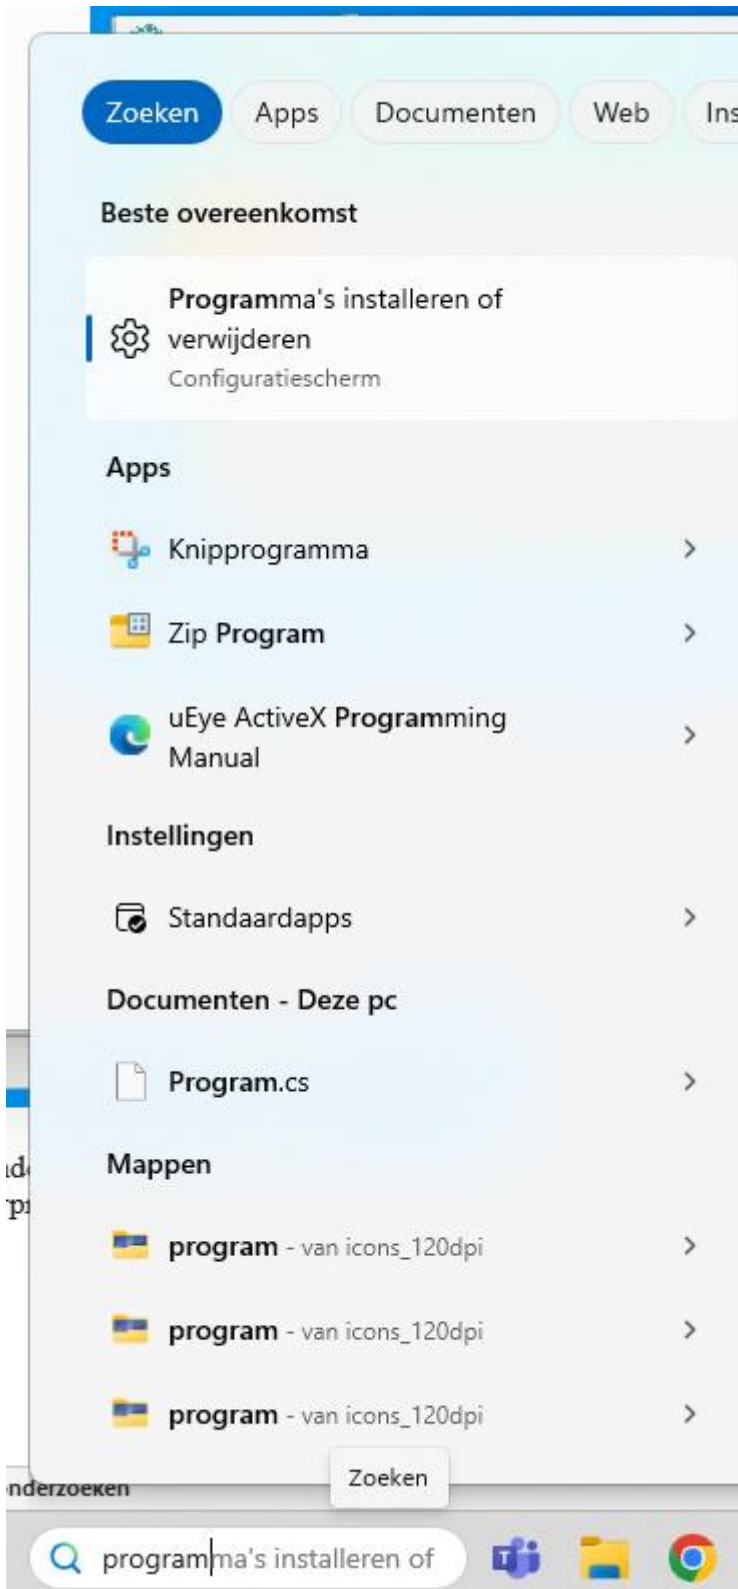 Zoeken Apps Documenten Web Ins
Beste overeenkomst
Programma's installeren of
verwijderen
Configuratiescherm
Apps
Knipprogramma
Zip Program
uEye ActiveX Programming
Manual
Instellingen
Standaardapps
Documenten - Deze pc
Program.cs
Mappen
program - van icons_120dpi
program - van icons_120dpi
program - van icons_120dpi
Zoeken
nderzoeken
programma's installeren of